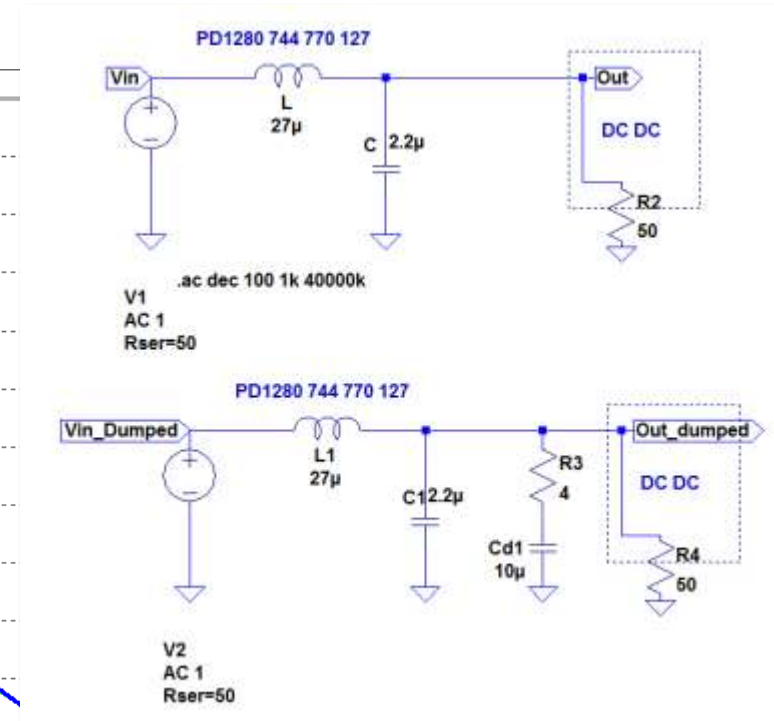 PD1280 744 770 127
Vin
Out
L
27µ
C 2.2µ
DC DC
R2
50
.ac dec 100 1k 40000k
V1
AC 1
Rser=50
PD1280 744 770 127
Vin_Dumped
Out_dumped
L1
27µ
R3
4
C1 2.2µ
DC DC
Cd1
10µ
R4
50
V2
AC 1
Rser=50